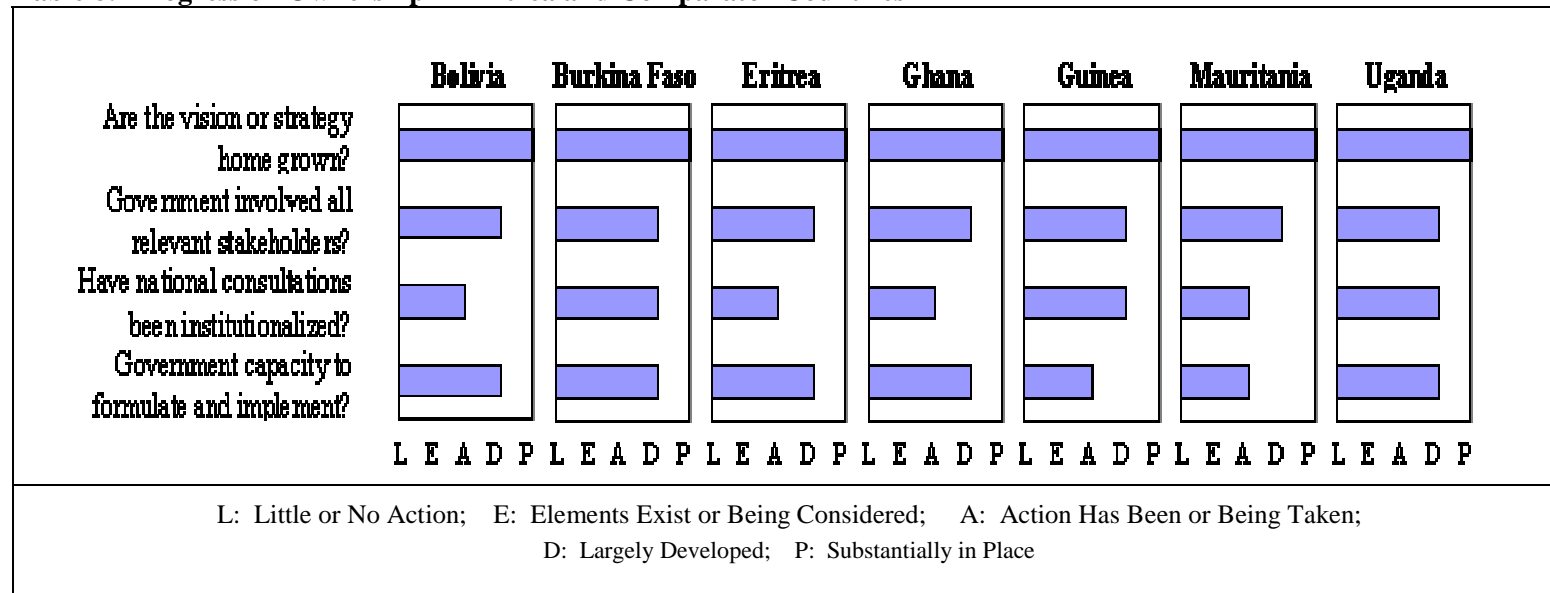 Bolivia Burkina Faso Eritrea Ghana Guinea Mauritania Uganda
Are the vision or strategy
home grown?
Government involved all
relevant stakeholders?
Have national consultations
been institutionalized?
Government capacity to
formulate and implement?
L E A D P L E A D P L E A D P L E A D P L E A D P L E A D P L E A D P
L: Little or No Action; E: Elements Exist or Being Considered; A: Action Has Been or Being Taken;
D: Largely Developed; P: Substantially in Place